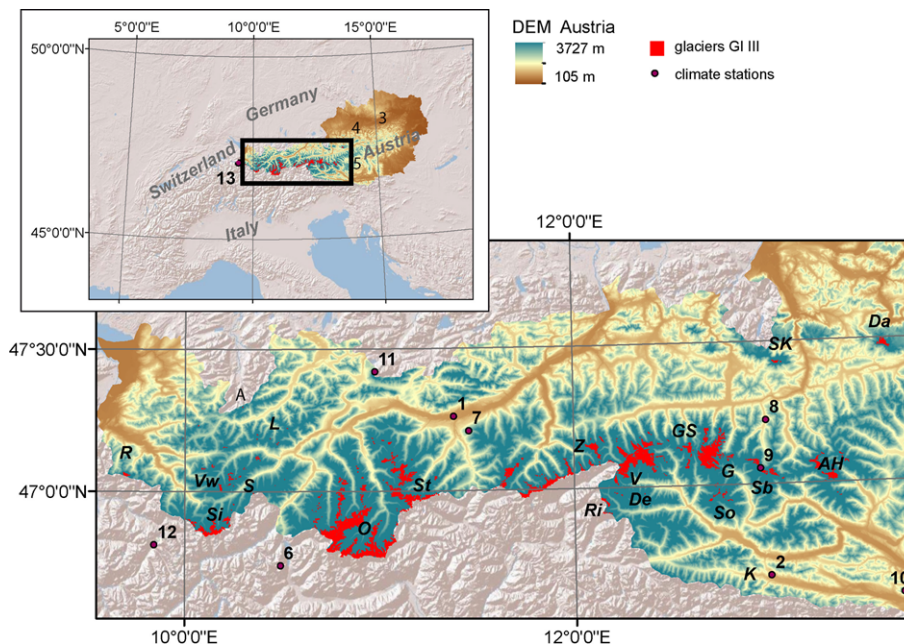 5°0'0"E 10°0'0"E 15°0'0"E
50°0'0"N
45°0'0"N
Germany
Switzerland
Austria
Italy
3
4
5
13
DEM Austria
3727 m
105 m
glaciers GI III
climate stations
12°0'0"E
47°30'0"N
47°0'0"N
10°0'0"E 12°0'0"E
Da
SK
11
A
1
7
8
L
R
Z
GS
9
Vw
S
St
V
G
Sb
AH
De
So
Si
O
Ri
12
6
K
2
10